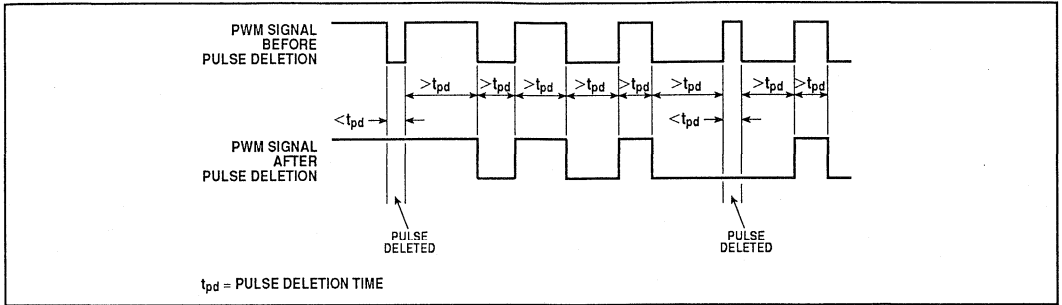 PWM SIGNAL
BEFORE
PULSE DELETION
>tpd >tpd >tpd >tpd >tpd >tpd >tpd >tpd
<tpd <tpd
PWM SIGNAL
AFTER
PULSE DELETION
PULSE
DELETED
PULSE
DELETED
tpd = PULSE DELETION TIME